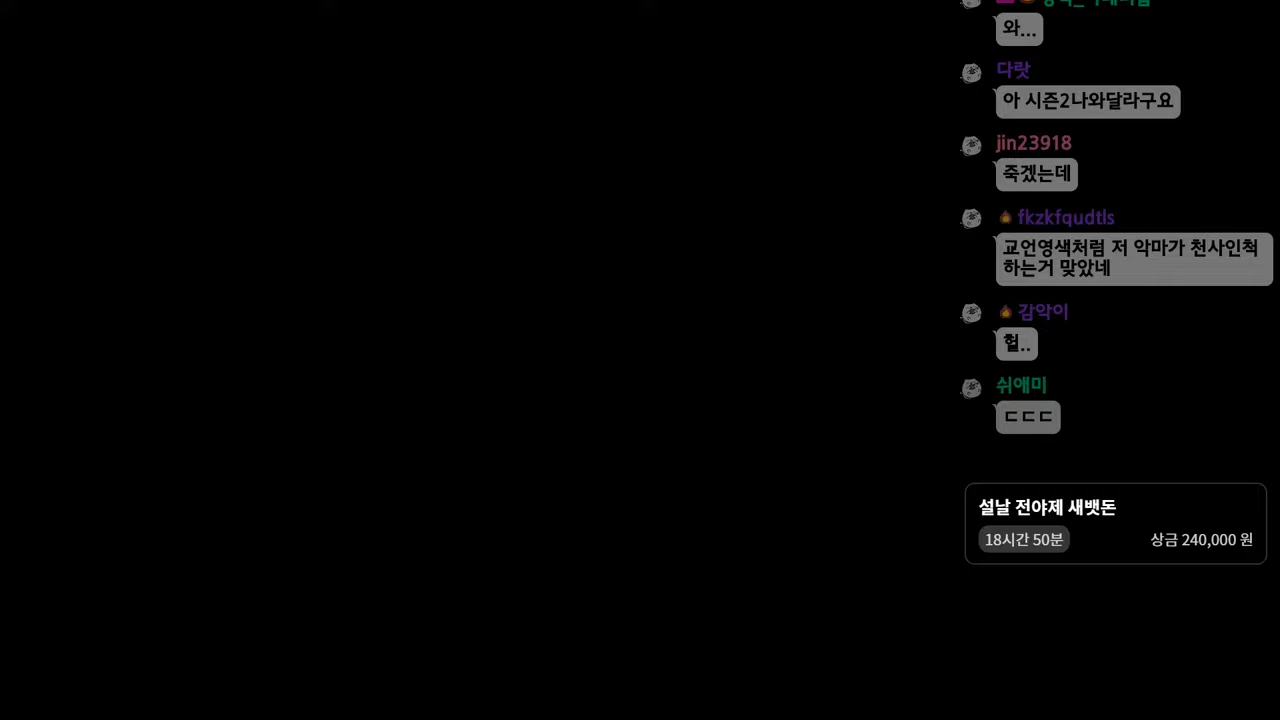 와...
다랏
아 시즌2나와달라구요
jin23918
죽겠는데
fkzkfqudtls
교언영색처럼 저 악마가 천사인척
하는거 맞았네
감악이
헐..
쉬애미
ㄷㄷㄷ
설날 전야제 새뱃돈
18시간 50분
상금 240,000 원